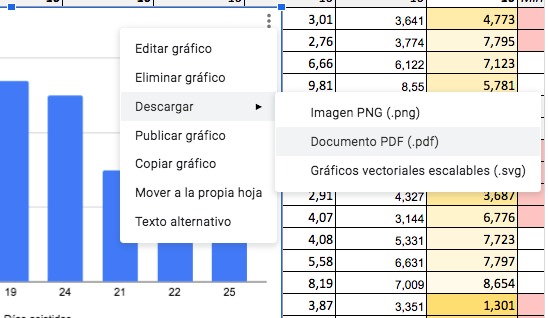 3,01 3,641 4,773
2,76 3,774 7,795
6,66 6,122 7,123
9,81 8,55 5,781
Editar gráfico
Eliminar gráfico
Descargar
Publicar gráfico
Copiar gráfico
Mover a la propia hoja
Texto alternativo
Imagen PNG (.png)
Documento PDF (.pdf)
Gráficos vectoriales escalables (.svg)
2,91 4,327 3,687
4,07 3,144 6,776
4,08 5,331 7,723
5,58 6,631 7,797
8,19 7,009 8,654
3,87 3,351 1,301
19 24 21 22 25